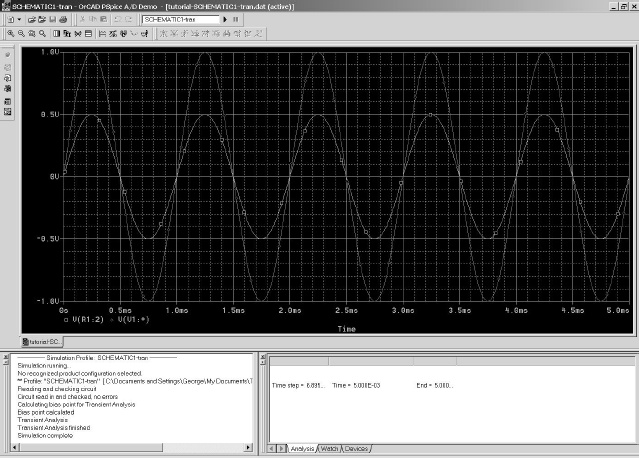 SCHEMATIC1-tran - OrCAD PSpice A/D Demo - [tutorial-SCHEMATIC1-tran.dat (active)]
SCHEMATIC1-tran
1.0V
0.5V
0V
-0.5V
-1.0V
0s 0.5ms 1.0ms 1.5ms 2.0ms 2.5ms 3.0ms 3.5ms 4.0ms 4.5ms 5.0ms
V(R1:2) V(V1:+)
Time
tutorial-SC...
Simulation Profile: SCHEMATIC1-tran
Simulation running...
No recognized product configuration selected.
** Profile: "SCHEMATIC1-tran" [ C:\Documents and Settings\George\My Documents\T
Reading and checking circuit
Circuit read in and checked, no errors
Calculating bias point for Transient Analysis
Bias point calculated
Transient Analysis
Transient Analysis finished
Simulation complete
Time step = 6.895... Time = 5.000E-03 End = 5.000...
Analysis Watch Devices